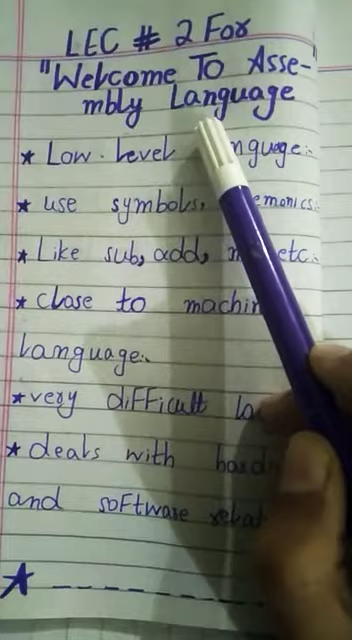 LEC # 2 For
"Welcome To Asse-"
mbly Language
* Low-level
* use symbols,
* Like sub, add, etc.
* close to
Language.
* very difficult
* deals with
and software